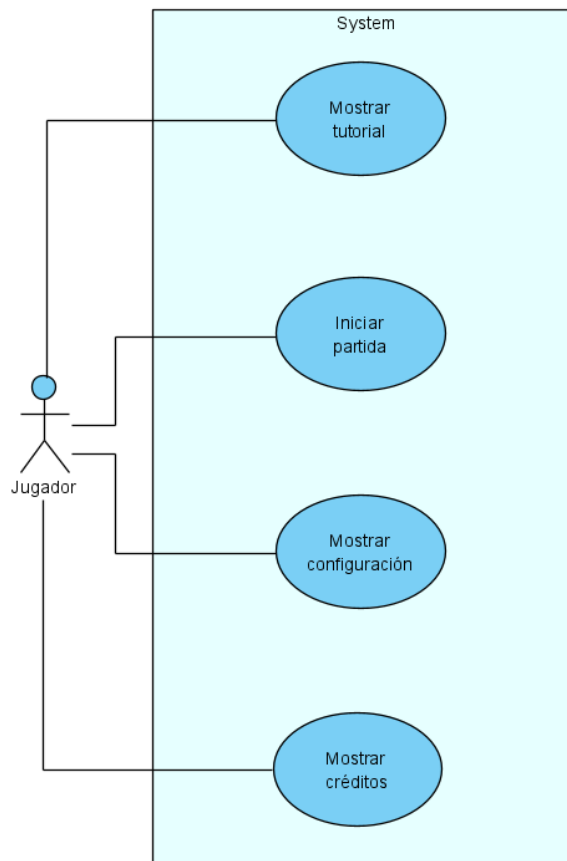 System
Mostrar
tutorial
Iniciar
partida
Jugador
Mostrar
configuración
Mostrar
créditos